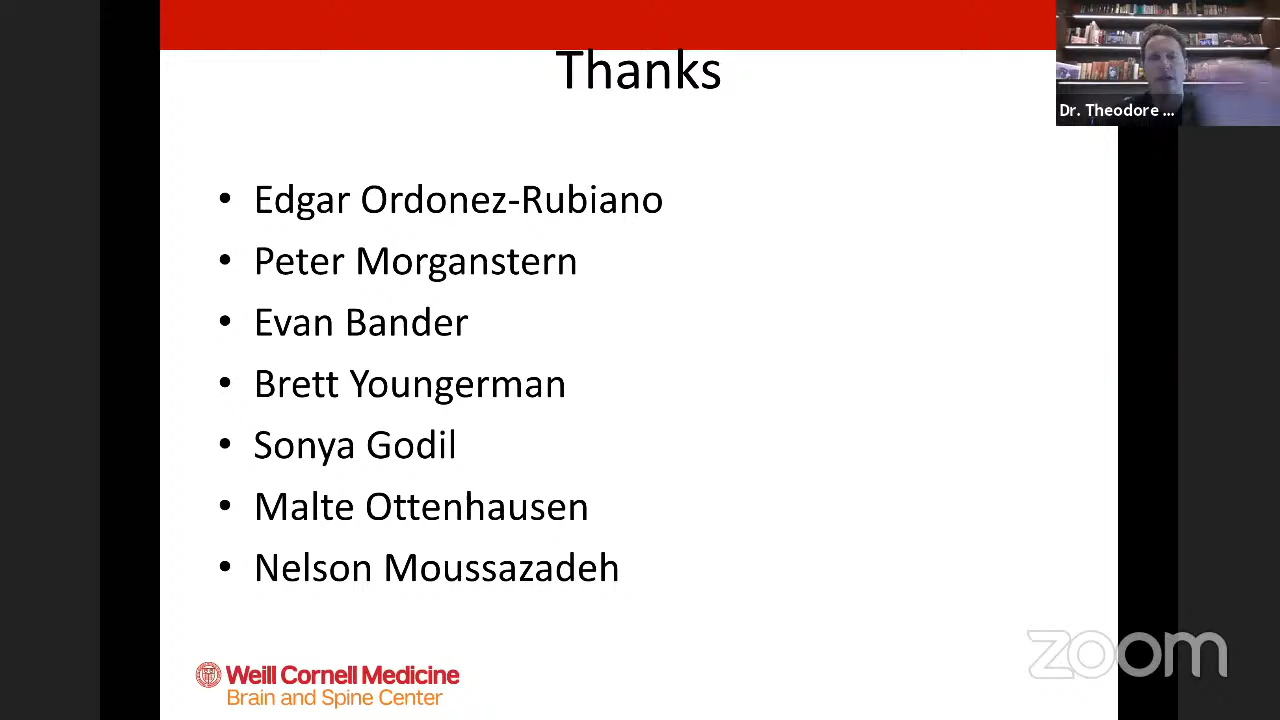 Thanks
Dr. Theodore ...
• Edgar Ordonez-Rubiano
• Peter Morganstern
• Evan Bander
• Brett Youngerman
• Sonya Godil
• Malte Ottenhausen
• Nelson Moussazadeh
Weill Cornell Medicine
Brain and Spine Center
zoom